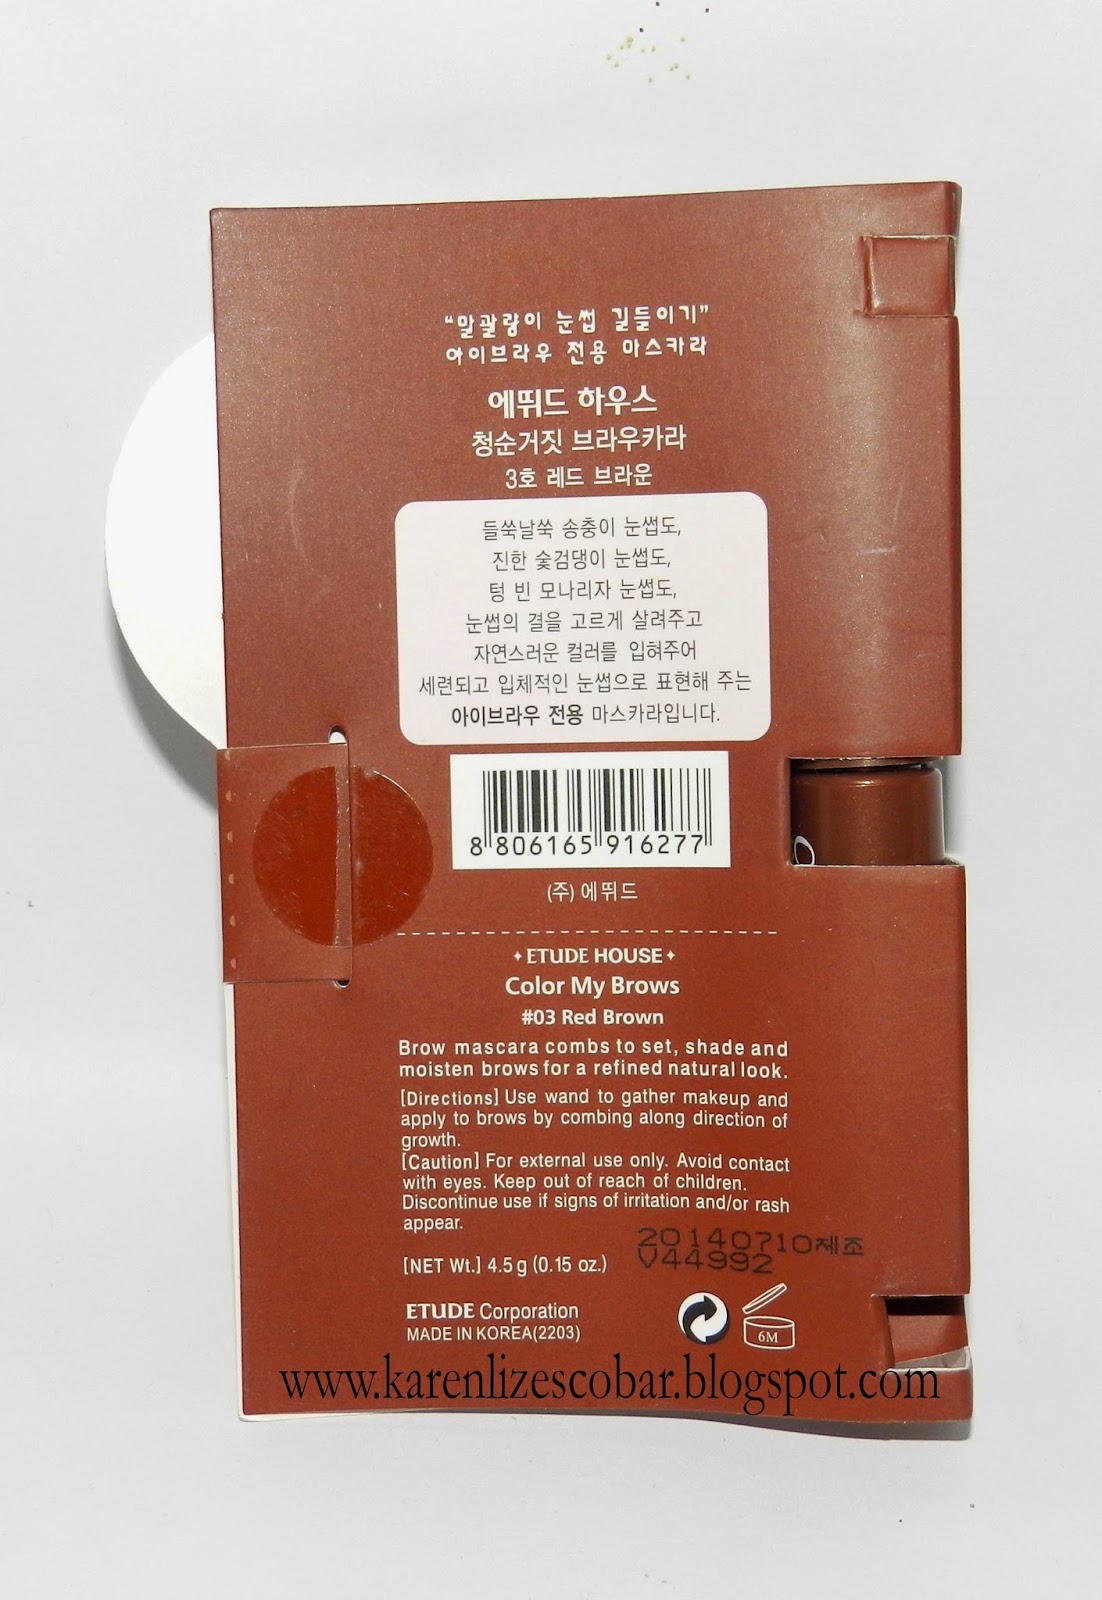 “말괄량이 눈썹 길들이기”
아이브라우 전용 마스카라
에뛰드 하우스
청순거짓 브라우카라
3호 레드 브라운
들쑥날쑥 송충이 눈썹도,
진한 숯검댕이 눈썹도,
텅 빈 모나리자 눈썹도,
눈썹의 결을 고르게 살려주고
자연스러운 컬러를 입혀주어
세련되고 입체적인 눈썹으로 표현해 주는
아이브라우 전용 마스카라입니다.
8 806165 916277
(주) 에뛰드
ETUDE HOUSE
Color My Brows
#03 Red Brown
Brow mascara combs to set, shade and
moisten brows for a refined natural look.
[Directions] Use wand to gather makeup and
apply to brows by combing along direction of
growth.
[Caution] For external use only. Avoid contact
with eyes. Keep out of reach of children.
Discontinue use if signs of irritation and/or rash
appear.
20140710제조
V44992
[NET Wt.] 4.5g (0.15 oz.)
ETUDE Corporation
MADE IN KOREA(2203)
6M
www.karenlizescobar.blogspot.com